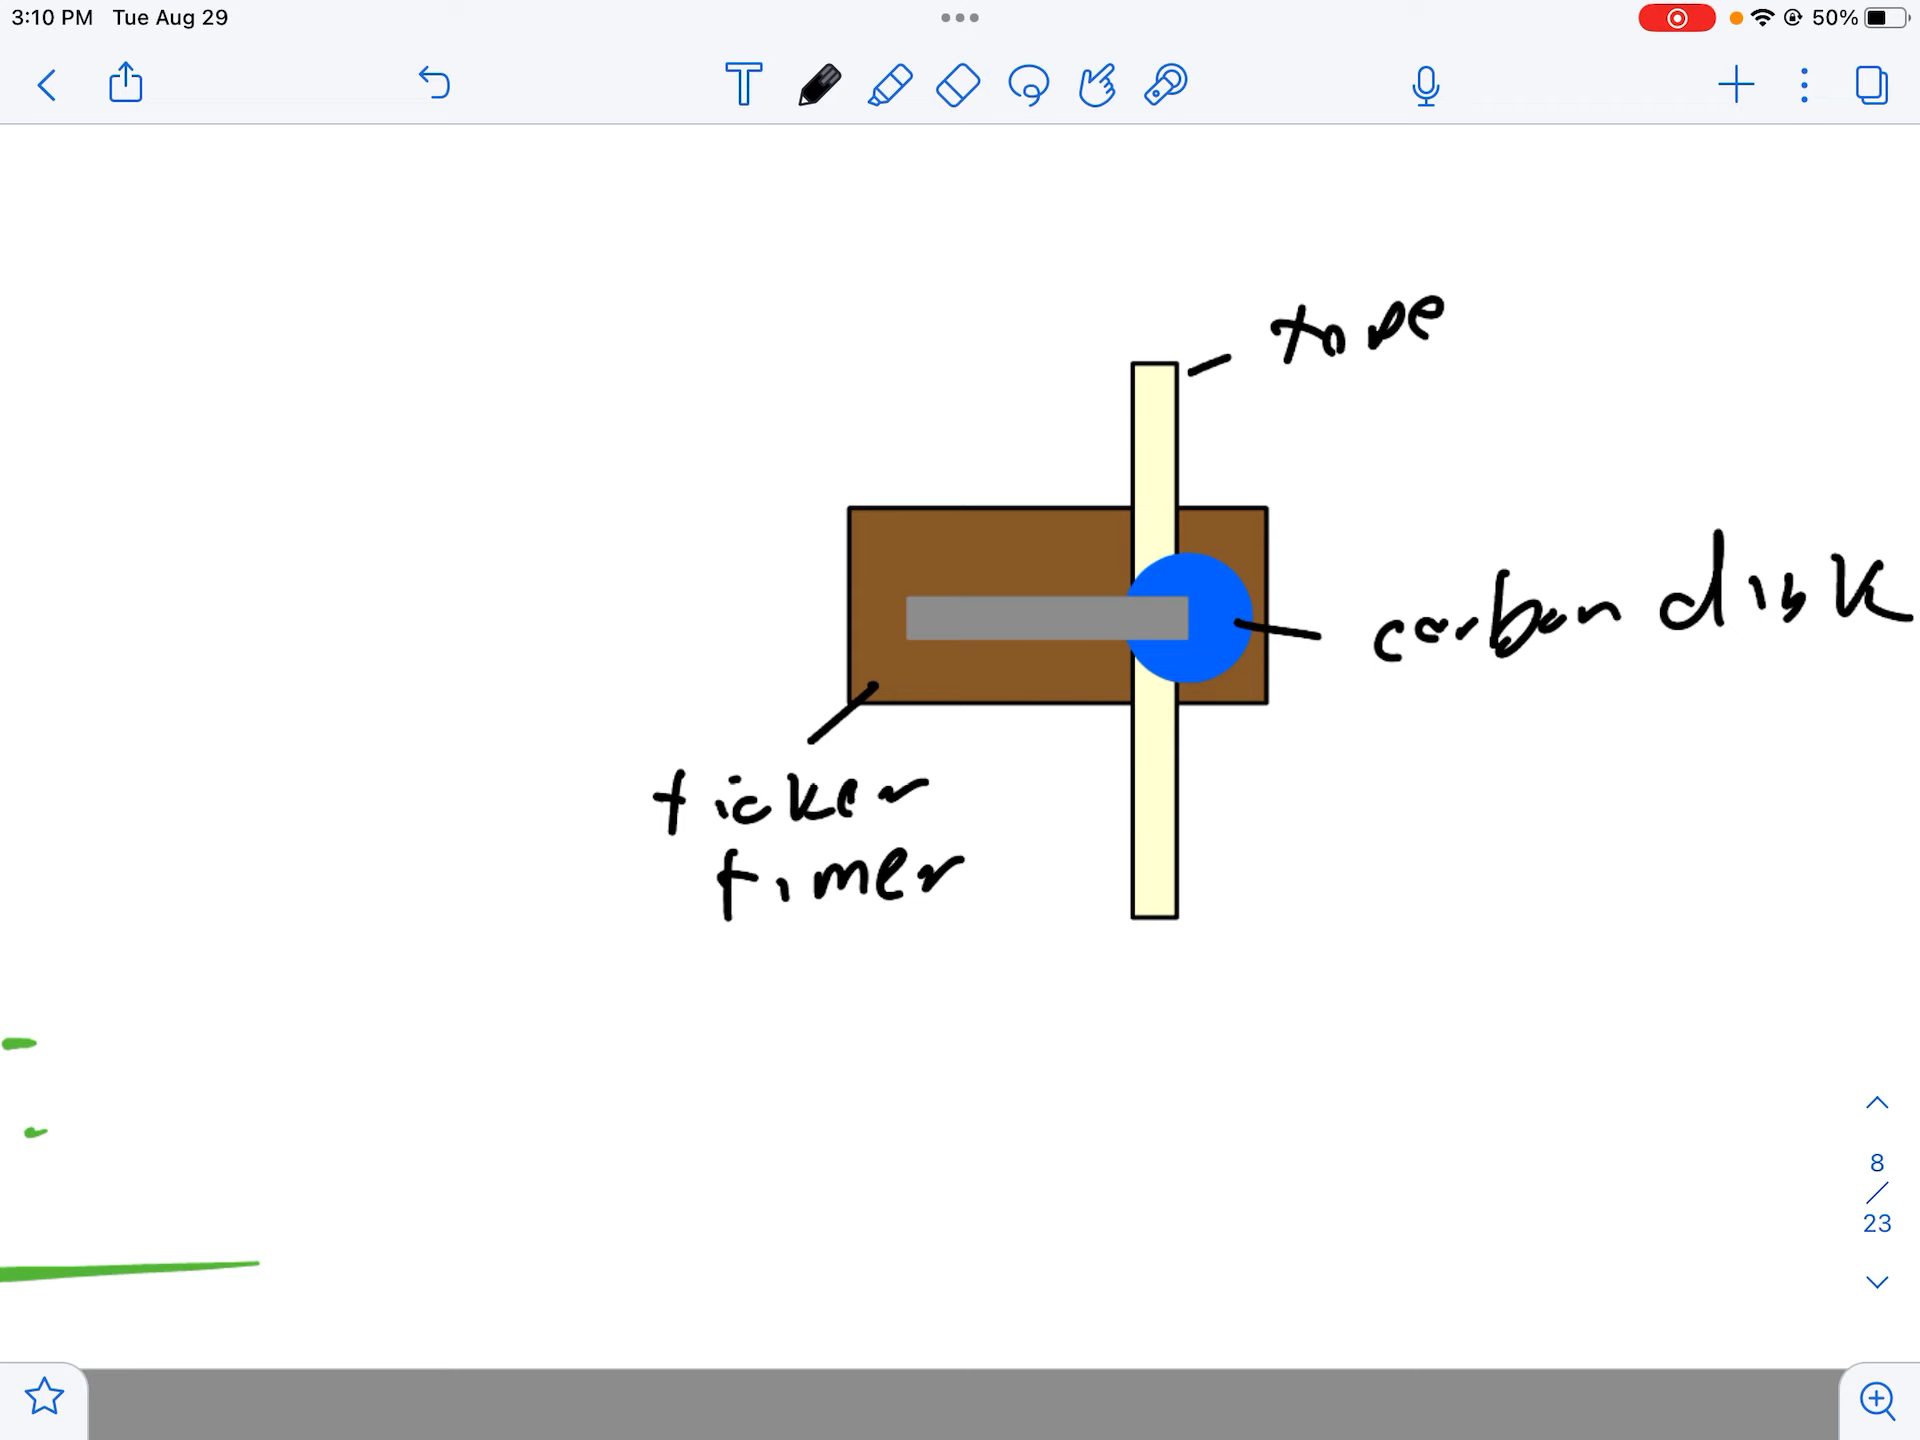 3:10 PM Tue Aug 29
50%
T
tape
carbon disk
ticker
timer
8
/
23